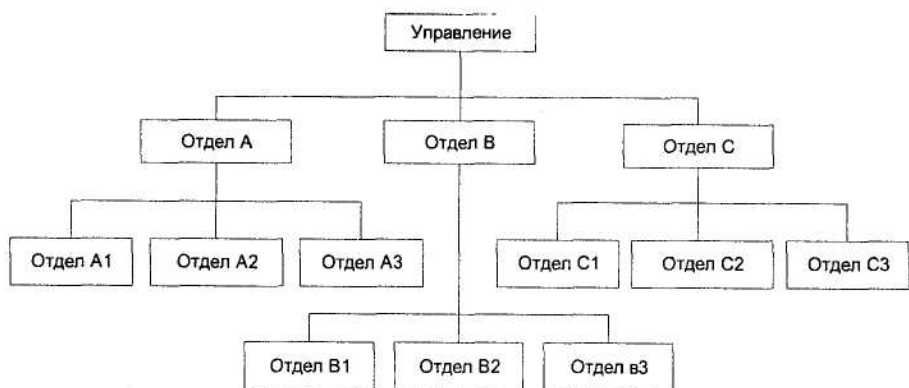 Управление
Отдел А
Отдел В
Отдел С
Отдел А1
Отдел А2
Отдел А3
Отдел С1
Отдел С2
Отдел С3
Отдел В1
Отдел В2
Отдел в3